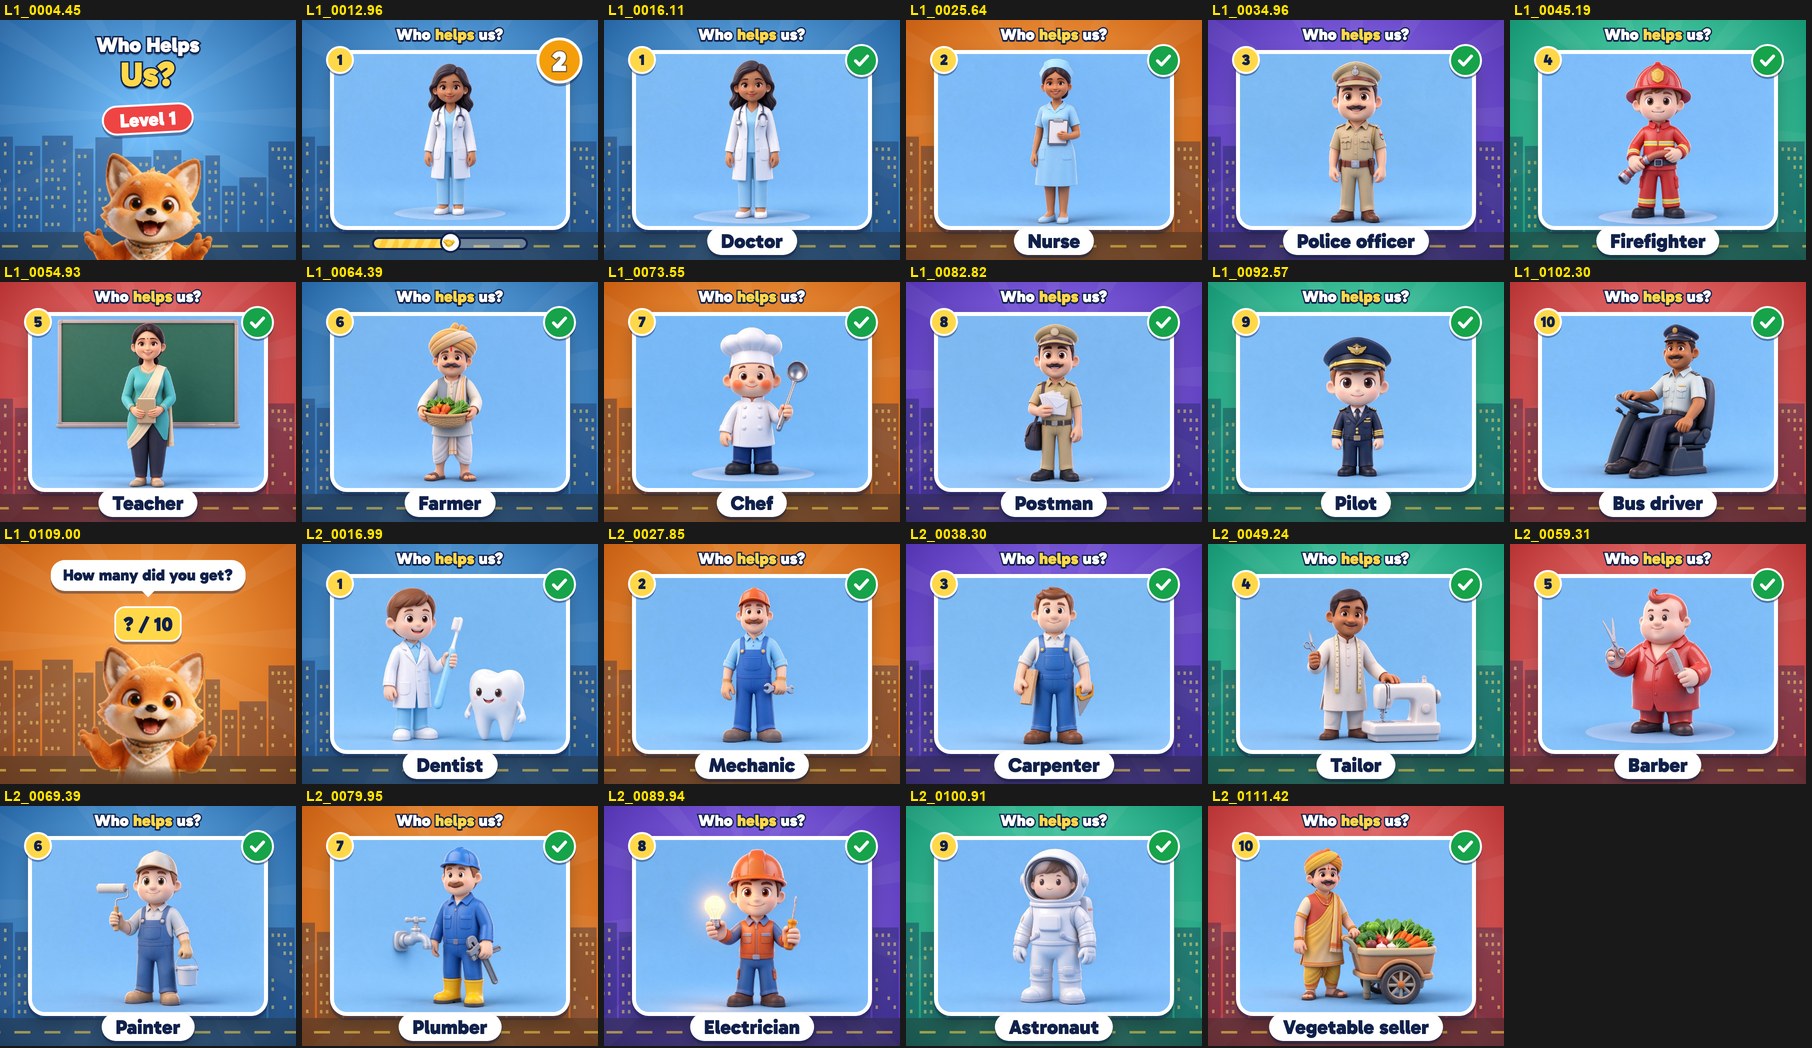 L1_0004.45
Who Helps
Us?
Level 1
L1_0012.96
Who helps us?
1
2
L1_0016.11
Who helps us?
1
Doctor
L1_0025.64
Who helps us?
2
Nurse
L1_0034.96
Who helps us?
3
Police officer
L1_0045.19
Who helps us?
4
Firefighter
L1_0054.93
Who helps us?
5
Teacher
L1_0064.39
Who helps us?
6
Farmer
L1_0073.55
Who helps us?
7
Chef
L1_0082.82
Who helps us?
8
Postman
L1_0092.57
Who helps us?
9
Pilot
L1_0102.30
Who helps us?
10
Bus driver
L1_0109.00
How many did you get?
? / 10
L2_0016.99
Who helps us?
1
Dentist
L2_0027.85
Who helps us?
2
Mechanic
L2_0038.30
Who helps us?
3
Carpenter
L2_0049.24
Who helps us?
4
Tailor
L2_0059.31
Who helps us?
5
Barber
L2_0069.39
Who helps us?
6
Painter
L2_0079.95
Who helps us?
7
Plumber
L2_0089.94
Who helps us?
8
Electrician
L2_0100.91
Who helps us?
9
Astronaut
L2_0111.42
Who helps us?
10
Vegetable seller